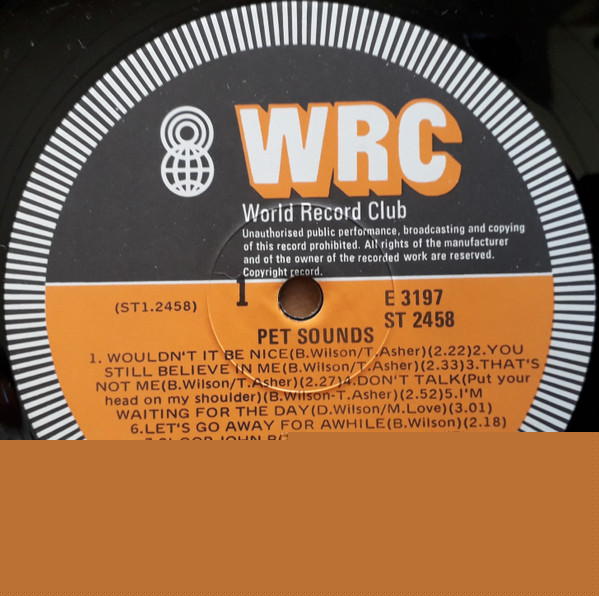 WRC
World Record Club
Unauthorised public performance, broadcasting and copying
of this record prohibited. All rights of the manufacturer
and of the owner of the recorded work are reserved.
Copyright record.
(ST1.2458) 1 E 3197
ST 2458
PET SOUNDS
1. WOULDN'T IT BE NICE(B.Wilson/T.Asher)(2.22)2.YOU
STILL BELIEVE IN ME(B.Wilson/T.Asher)(2.33)3.THAT'S
NOT ME(B.Wilson/T.Asher)(2.27)4.DON'T TALK(Put your
head on my shoulder)(B.Wilson-T.Asher)(2.52)5.I'M
WAITING FOR THE DAY(D.Wilson/M.Love)(3.01)
6.LET'S GO AWAY FOR AWHILE(B.Wilson)(2.18)